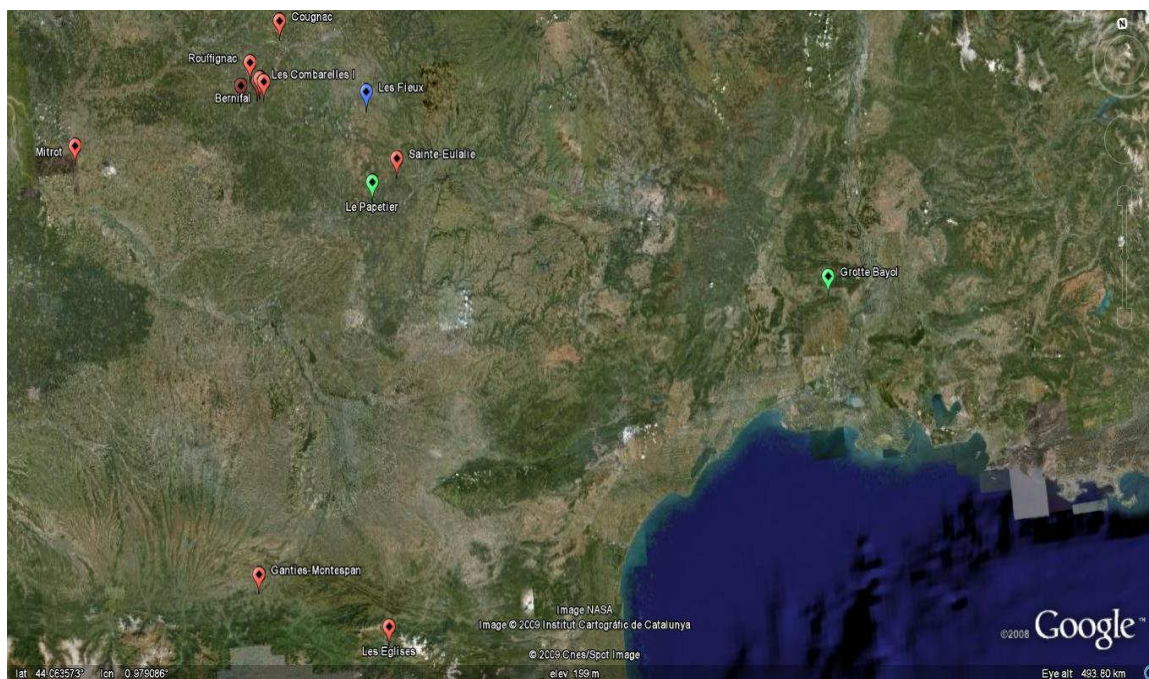 Cougnac
N
Rouffignac
Les Combarelles I
Bernifal
Les Fieux
Mitrot
Sainte-Eulalie
Le Papetier
Grotte Bayol
Ganties-Montespan
Les Eglises
Image NASA
Image © 2009 Institut Cartogràfic de Catalunya
© 2009 Cnes/Spot Image
©2008 Google™
lat 44.063573° lon 0.979086° elev 199 m Eye alt 493.80 km